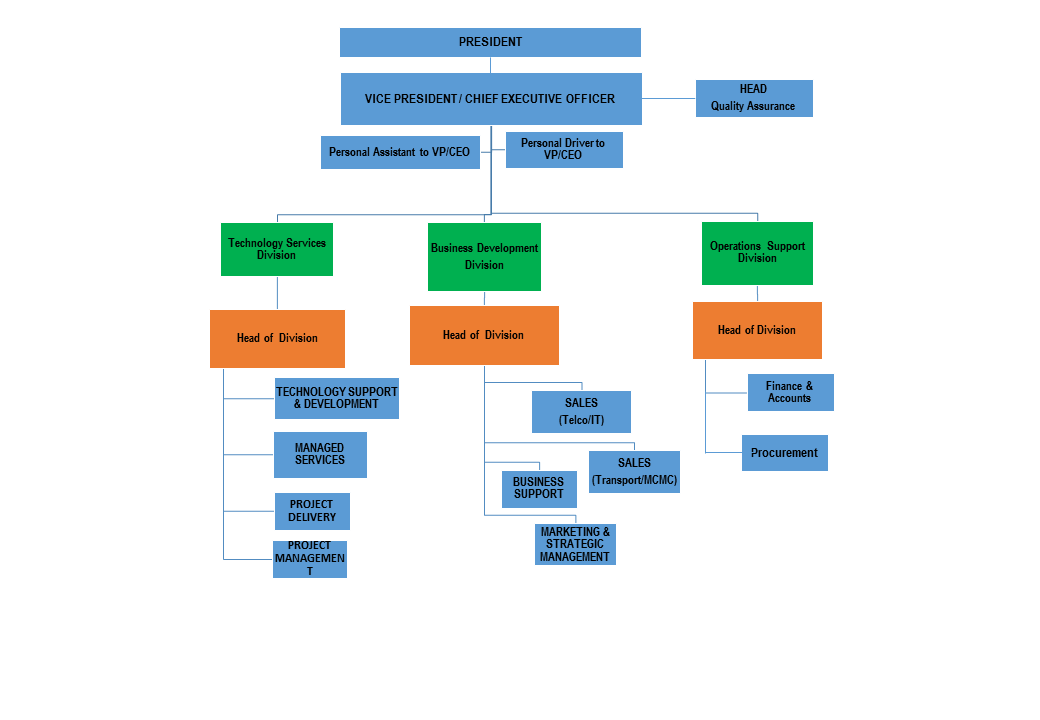 PRESIDENT
VICE PRESIDENT / CHIEF EXECUTIVE OFFICER
HEAD
Quality Assurance
Personal Assistant to VP/CEO
Personal Driver to
VP/CEO
Technology Services
Division
Business Development
Division
Operations Support
Division
Head of Division
Head of Division
Head of Division
TECHNOLOGY SUPPORT
& DEVELOPMENT
MANAGED
SERVICES
PROJECT
DELIVERY
PROJECT
MANAGEMEN
T
SALES
(Telco/IT)
SALES
(Transport/MCMC)
BUSINESS
SUPPORT
MARKETING &
STRATEGIC
MANAGEMENT
Finance &
Accounts
Procurement